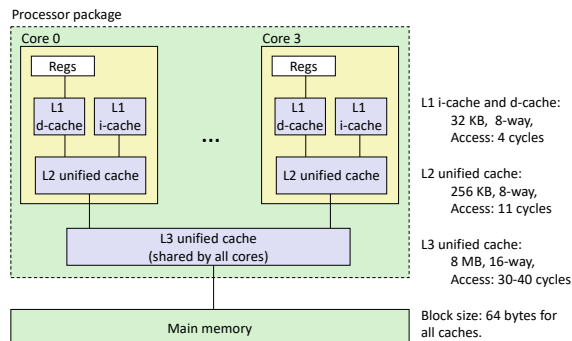 Processor package
Core 0
Regs
L1
d-cache
L1
i-cache
L2 unified cache
...
Core 3
Regs
L1
d-cache
L1
i-cache
L2 unified cache
L3 unified cache
(shared by all cores)
Main memory
L1 i-cache and d-cache:
32 KB, 8-way,
Access: 4 cycles
L2 unified cache:
256 KB, 8-way,
Access: 11 cycles
L3 unified cache:
8 MB, 16-way,
Access: 30-40 cycles
Block size: 64 bytes for
all caches.